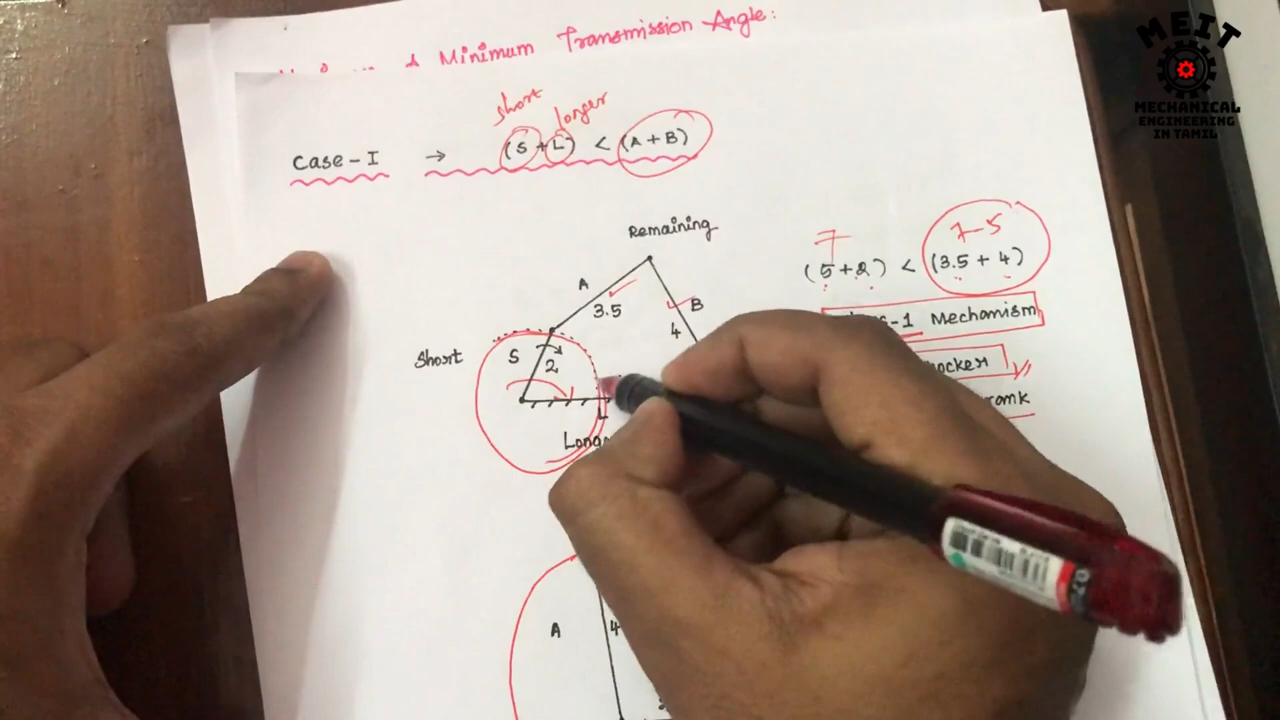 MEIT
MECHANICAL
ENGINEERING
IN TAMIL
& Minimum Transmission Angle:
short
longer
Case-I → (S+L) < (A+B)
Remaining
7
7-5
(5+2) < (3.5+4)
A
3.5
B
4
-1 Mechanism
Short
S
2
ocker
L
A
4